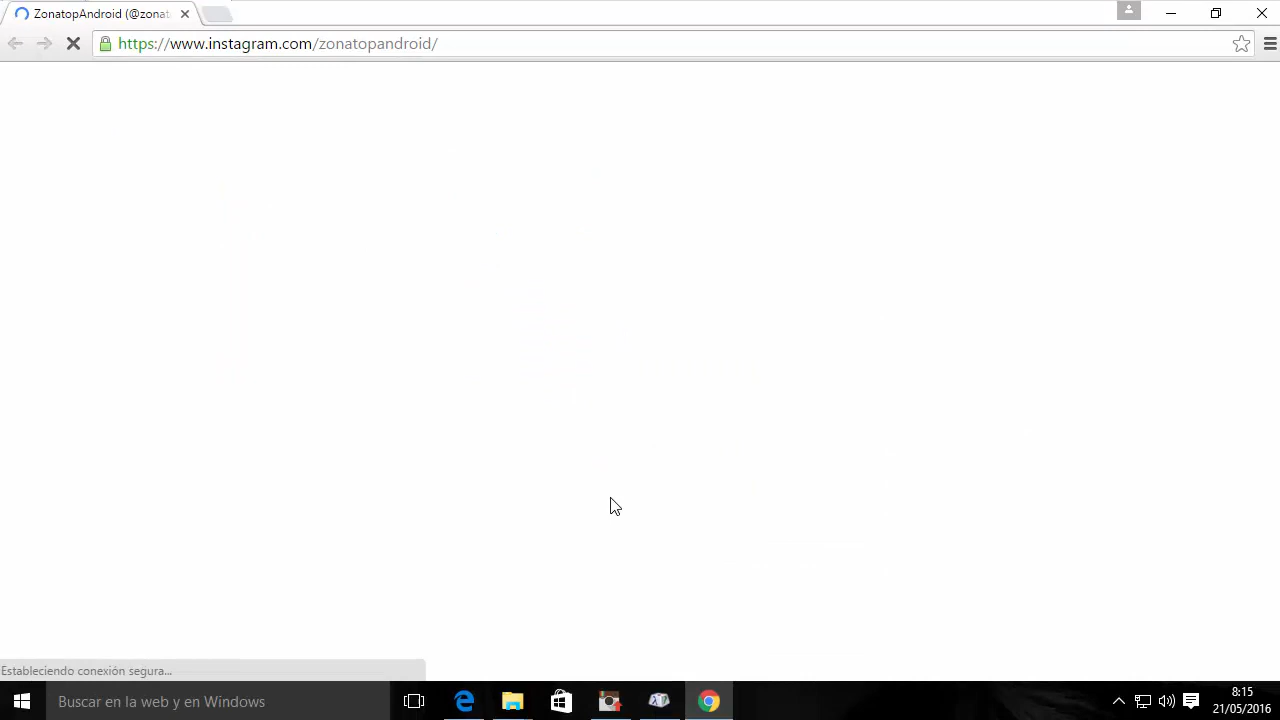 ZonatopAndroid (@zonat
https://www.instagram.com/zonatopandroid/
Estableciendo conexión segura...
Buscar en la web y en Windows
8:15
21/05/2016